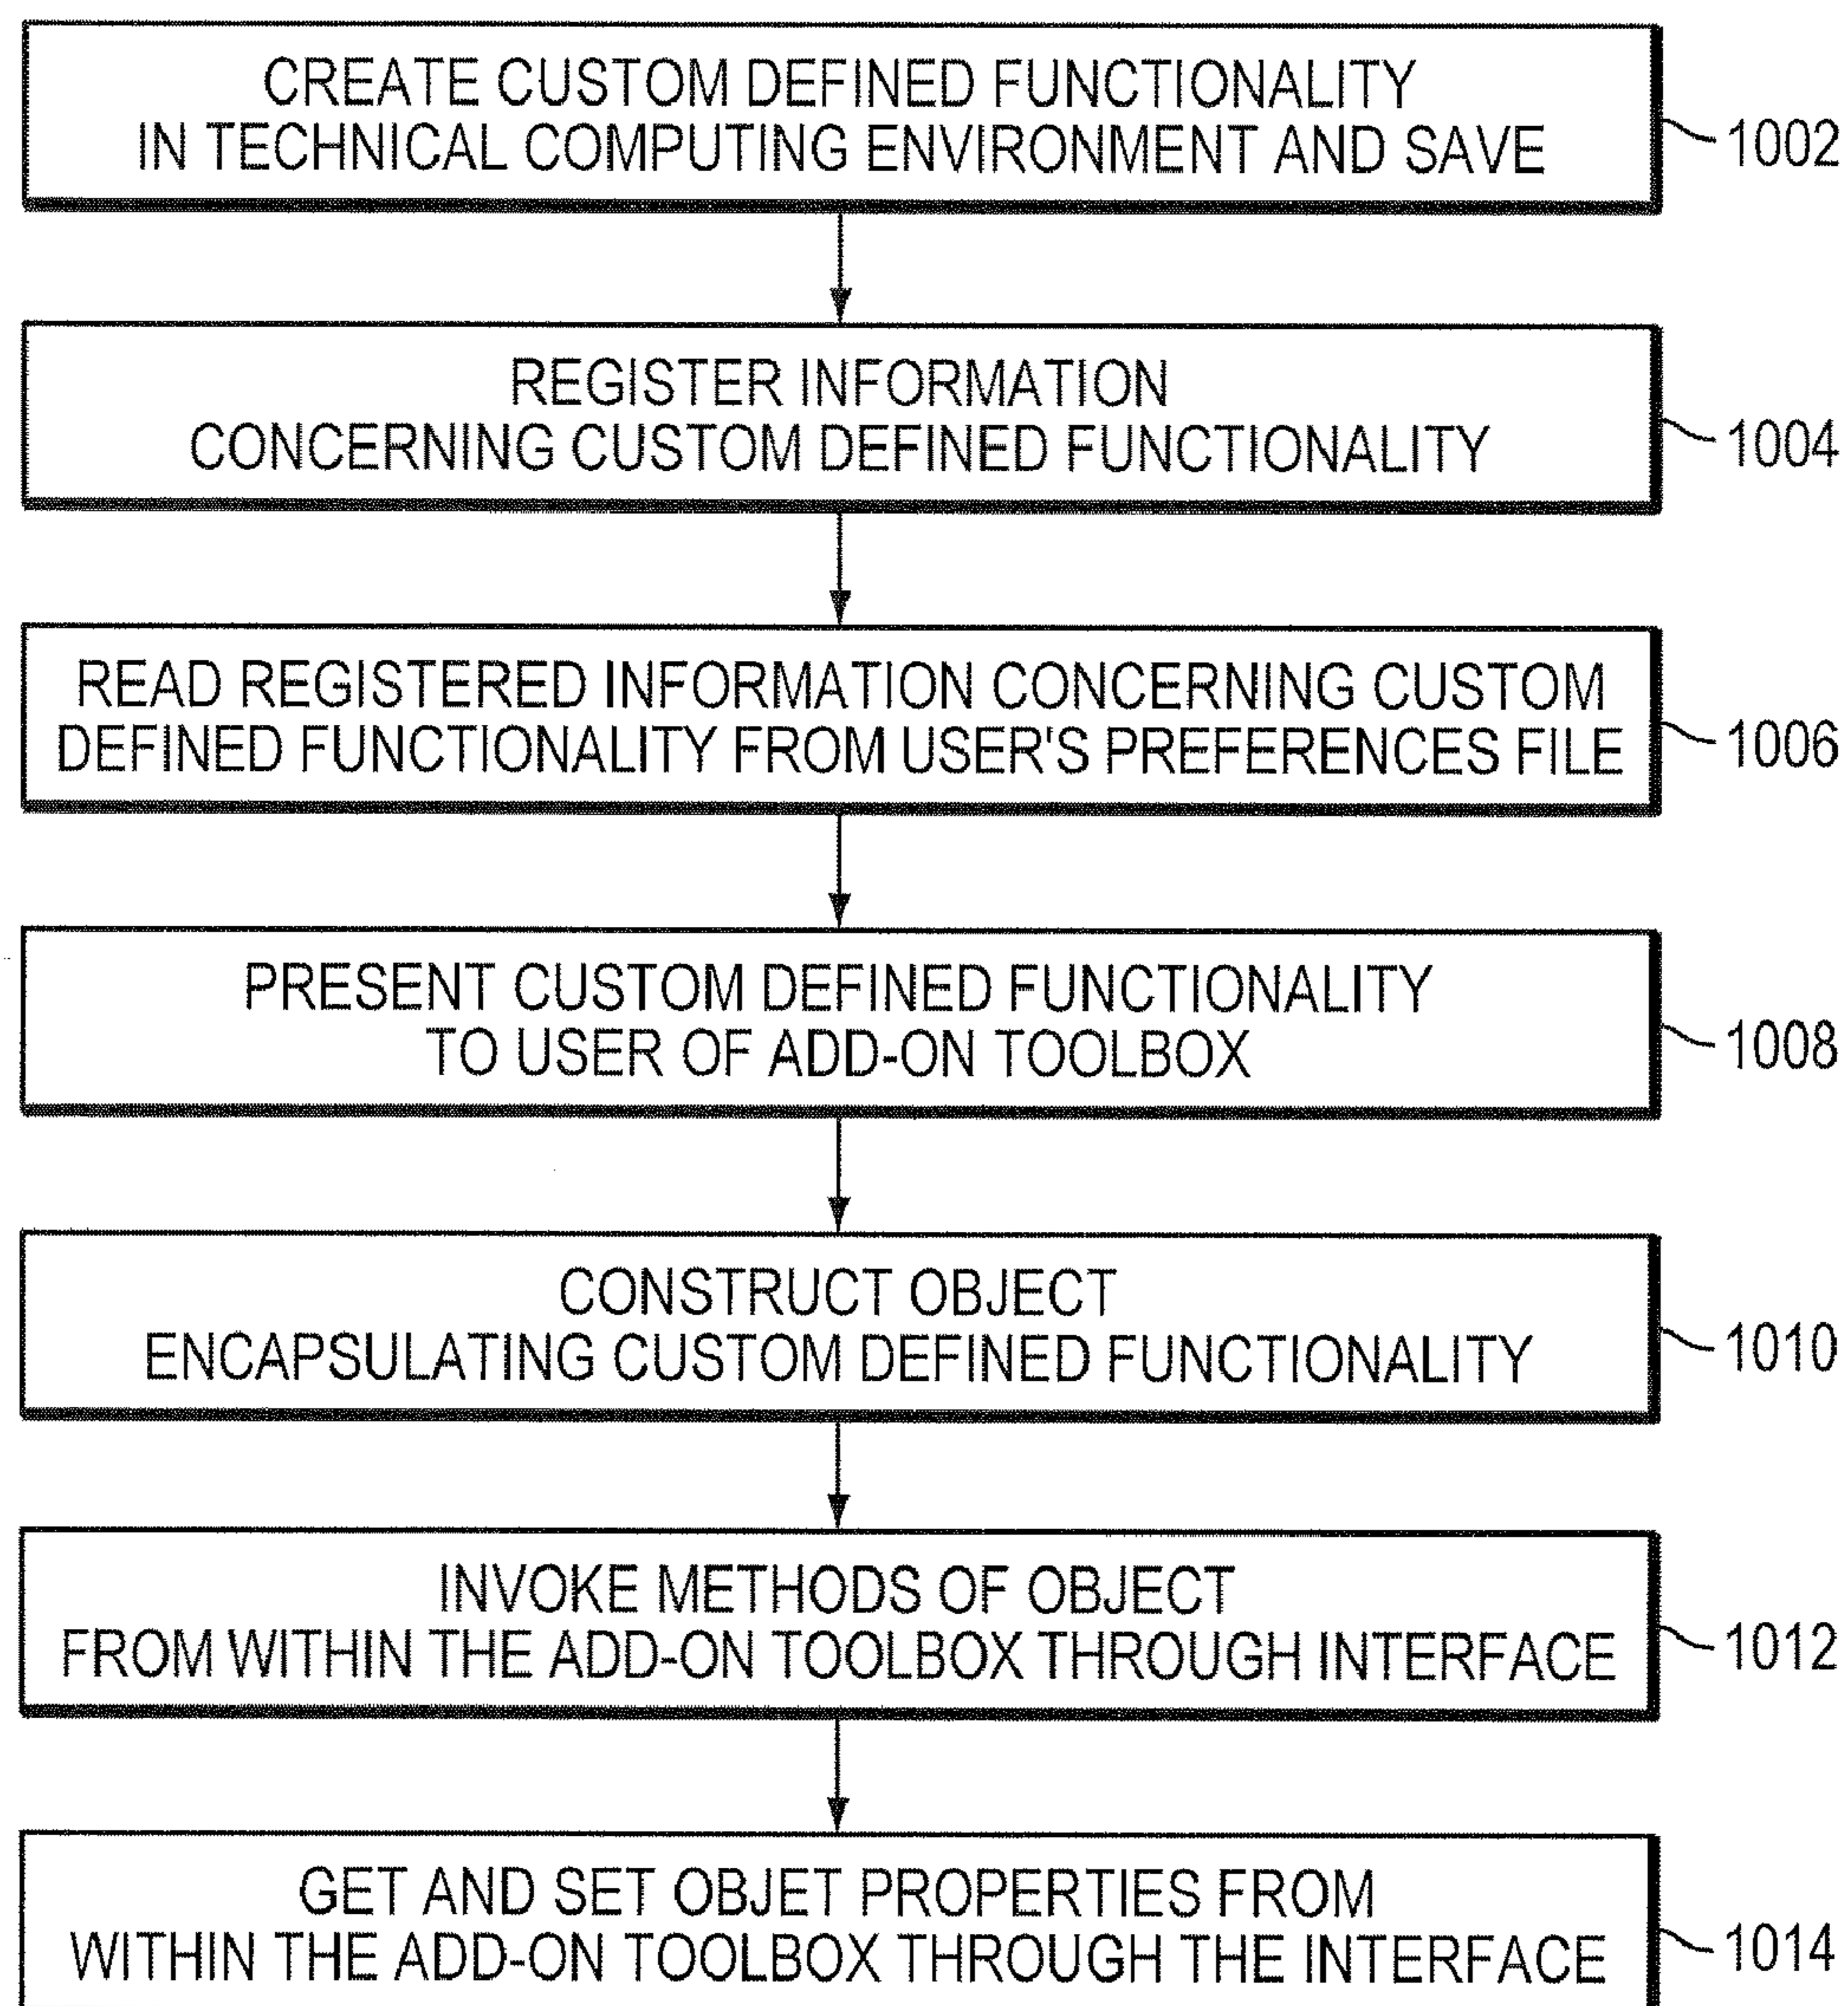 CREATE CUSTOM DEFINED FUNCTIONALITY
IN TECHNICAL COMPUTING ENVIRONMENT AND SAVE
1002
REGISTER INFORMATION
CONCERNING CUSTOM DEFINED FUNCTIONALITY
1004
READ REGISTERED INFORMATION CONCERNING CUSTOM
DEFINED FUNCTIONALITY FROM USER'S PREFERENCES FILE
1006
PRESENT CUSTOM DEFINED FUNCTIONALITY
TO USER OF ADD-ON TOOLBOX
1008
CONSTRUCT OBJECT
ENCAPSULATING CUSTOM DEFINED FUNCTIONALITY
1010
INVOKE METHODS OF OBJECT
FROM WITHIN THE ADD-ON TOOLBOX THROUGH INTERFACE
1012
GET AND SET OBJET PROPERTIES FROM
WITHIN THE ADD-ON TOOLBOX THROUGH THE INTERFACE
1014